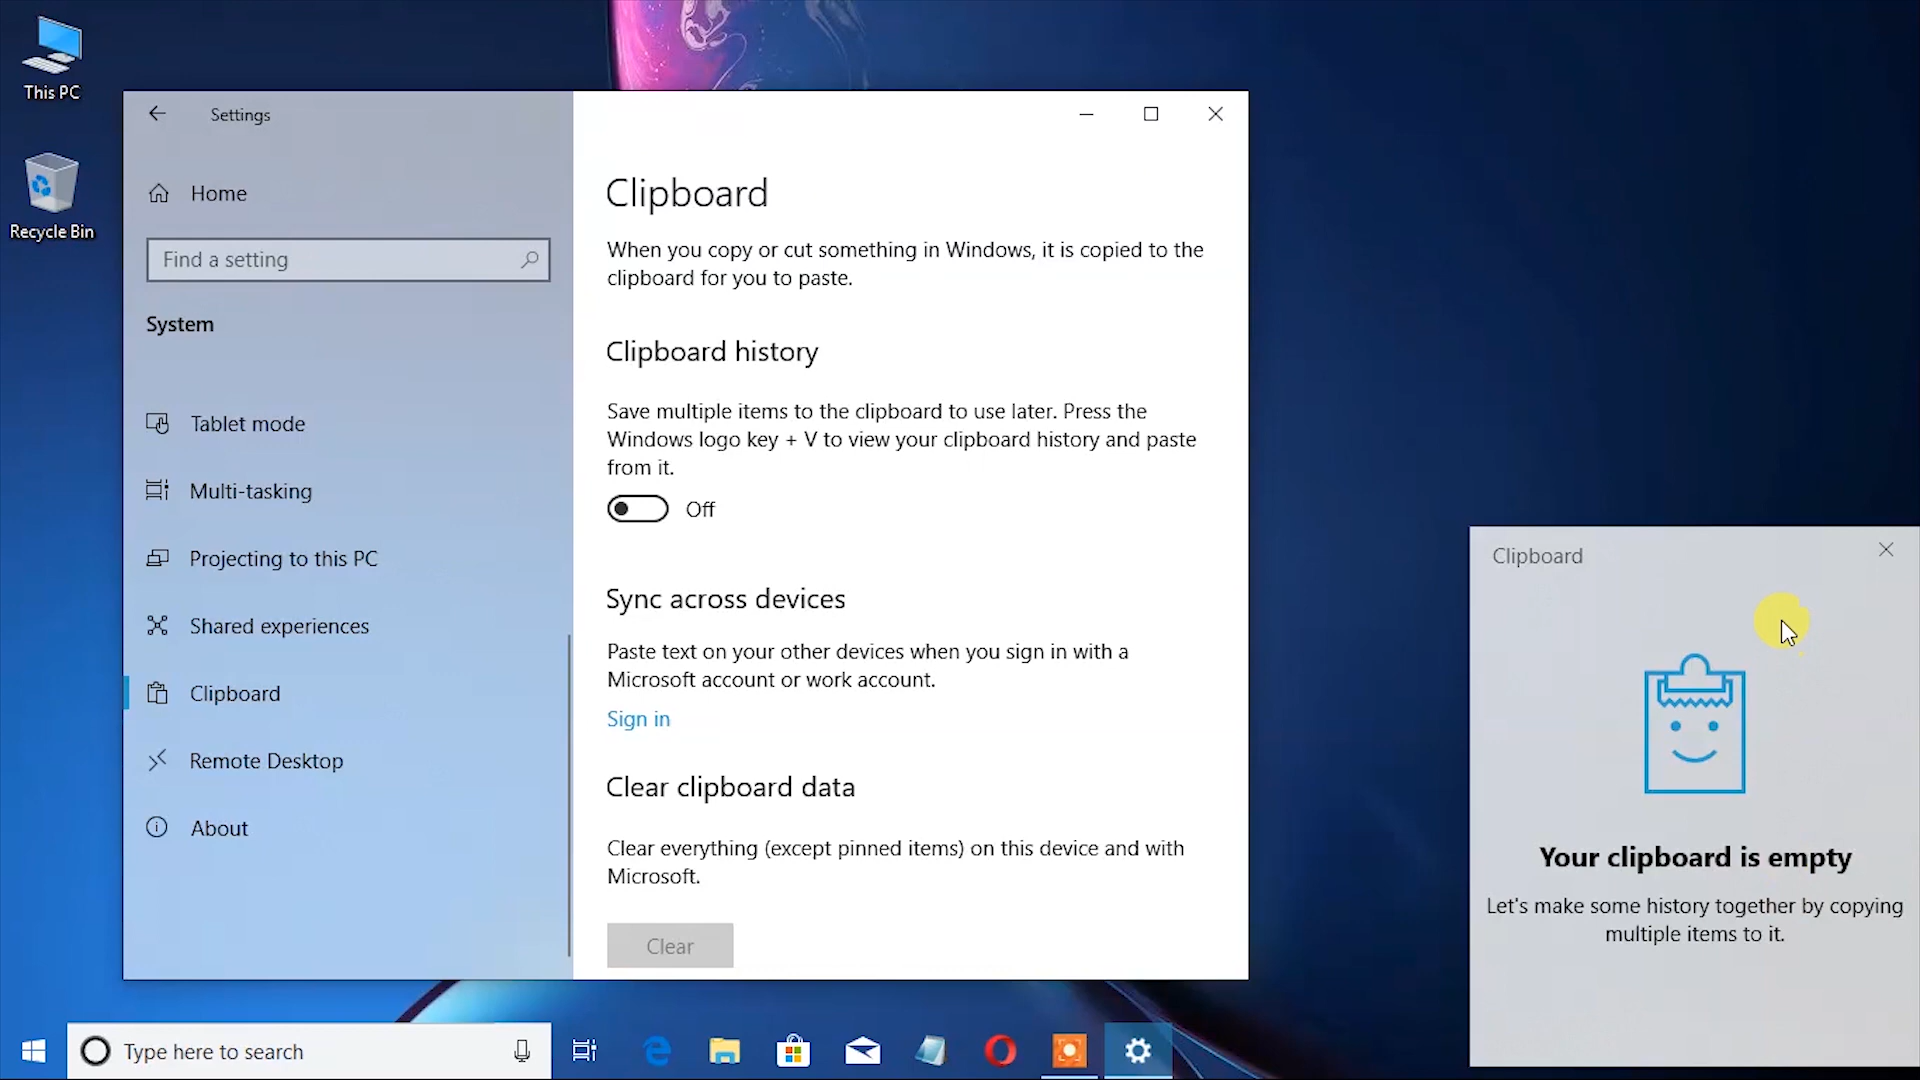 This PC
Recycle Bin
Settings
Home
Find a setting
System
Tablet mode
Multi-tasking
Projecting to this PC
Shared experiences
Clipboard
Remote Desktop
About
Clipboard
When you copy or cut something in Windows, it is copied to the
clipboard for you to paste.
Clipboard history
Save multiple items to the clipboard to use later. Press the
Windows logo key + V to view your clipboard history and paste
from it.
Off
Sync across devices
Paste text on your other devices when you sign in with a
Microsoft account or work account.
Sign in
Clear clipboard data
Clear everything (except pinned items) on this device and with
Microsoft.
Clear
Clipboard
Your clipboard is empty
Let's make some history together by copying
multiple items to it.
Type here to search